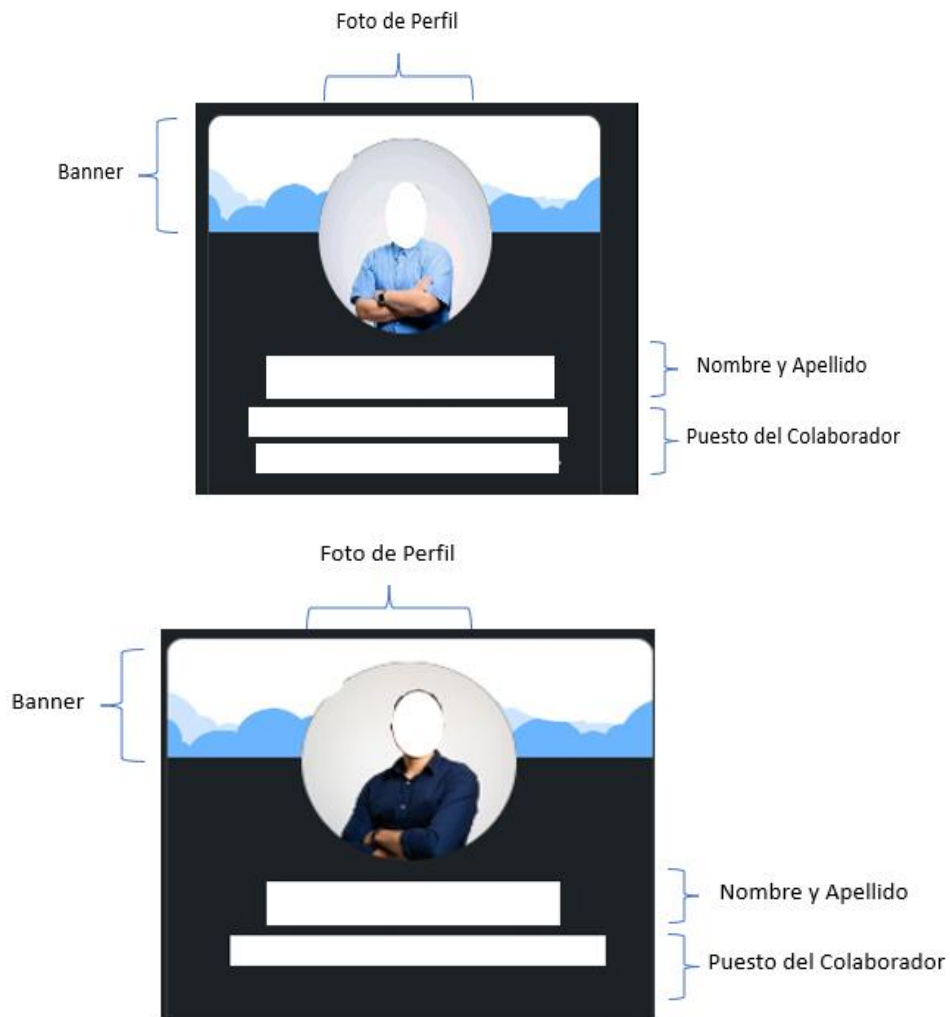 Foto de Perfil
Banner
Nombre y Apellido
Puesto del Colaborador
Foto de Perfil
Banner
Nombre y Apellido
Puesto del Colaborador